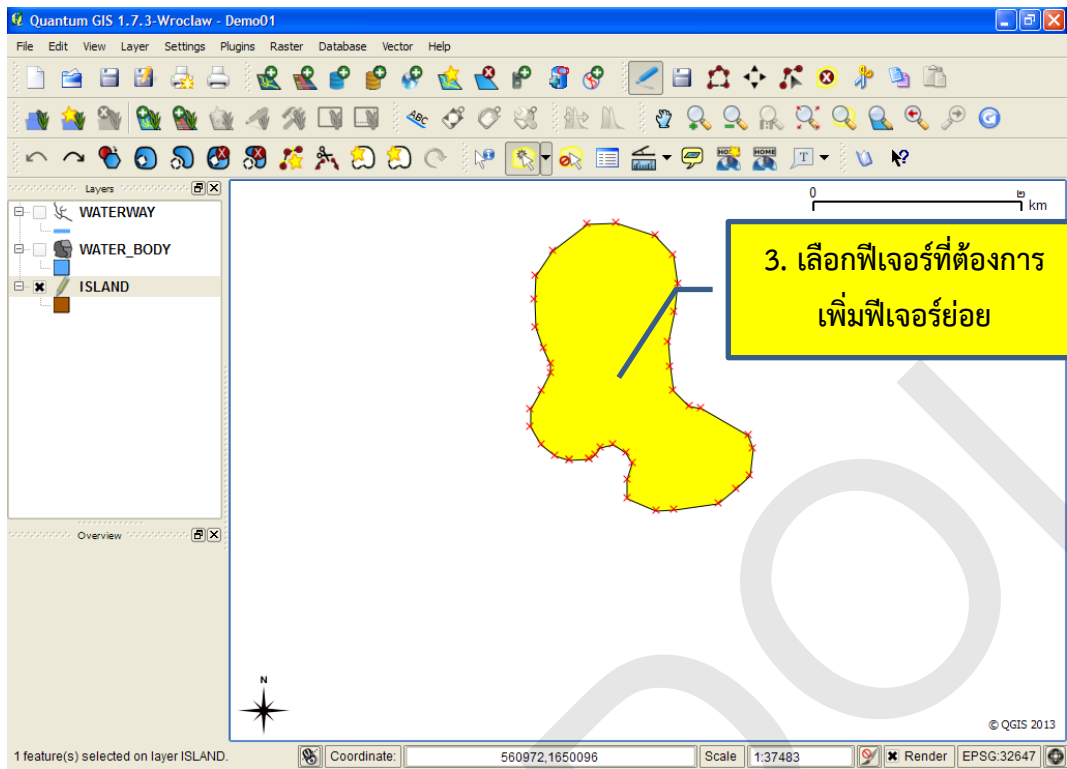 Quantum GIS 1.7.3-Wroclaw - Demo01
File Edit View Layer Settings Plugins Raster Database Vector Help
ABC
T
Layers
WATERWAY
WATER_BODY
ISLAND
Overview
0 ๒ km
3. เลือกฟีเจอร์ที่ต้องการ
เพิ่มฟีเจอร์ย่อย
N
© QGIS 2013
1 feature(s) selected on layer ISLAND. Coordinate: 560972,1650096 Scale 1:37483 Render EPSG:32647